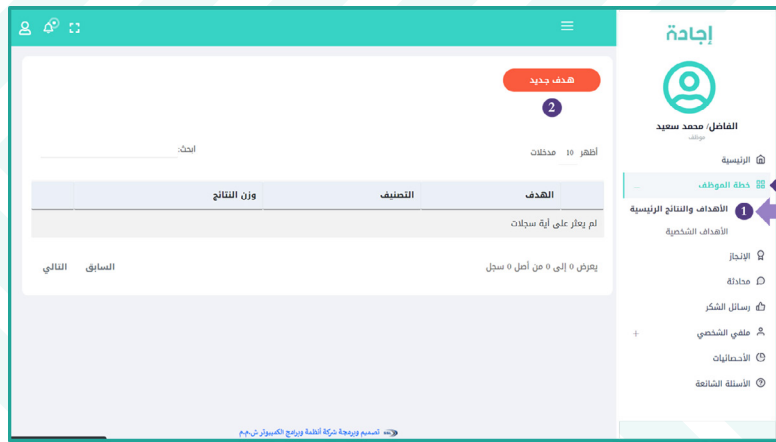 إجادة
الفاضل/ محمد سعيد
موظف
الرئيسية
خطة الموظف
1
الأهداف والنتائج الرئيسية
الأهداف الشخصية
الإنجاز
محادثة
رسائل الشكر
ملفي الشخصي +
الأحصائيات
الأسئلة الشائعة
هدف جديد
2
أظهر 10 مدخلات
ابحث:
الهدف التصنيف وزن النتائج
لم يعثر على أية سجلات
يعرض 0 إلى 0 من أصل 0 سجل
السابق التالي
تصميم وبرمجة شركة أنظمة وبرامج الكمبيوتر ش.م.م